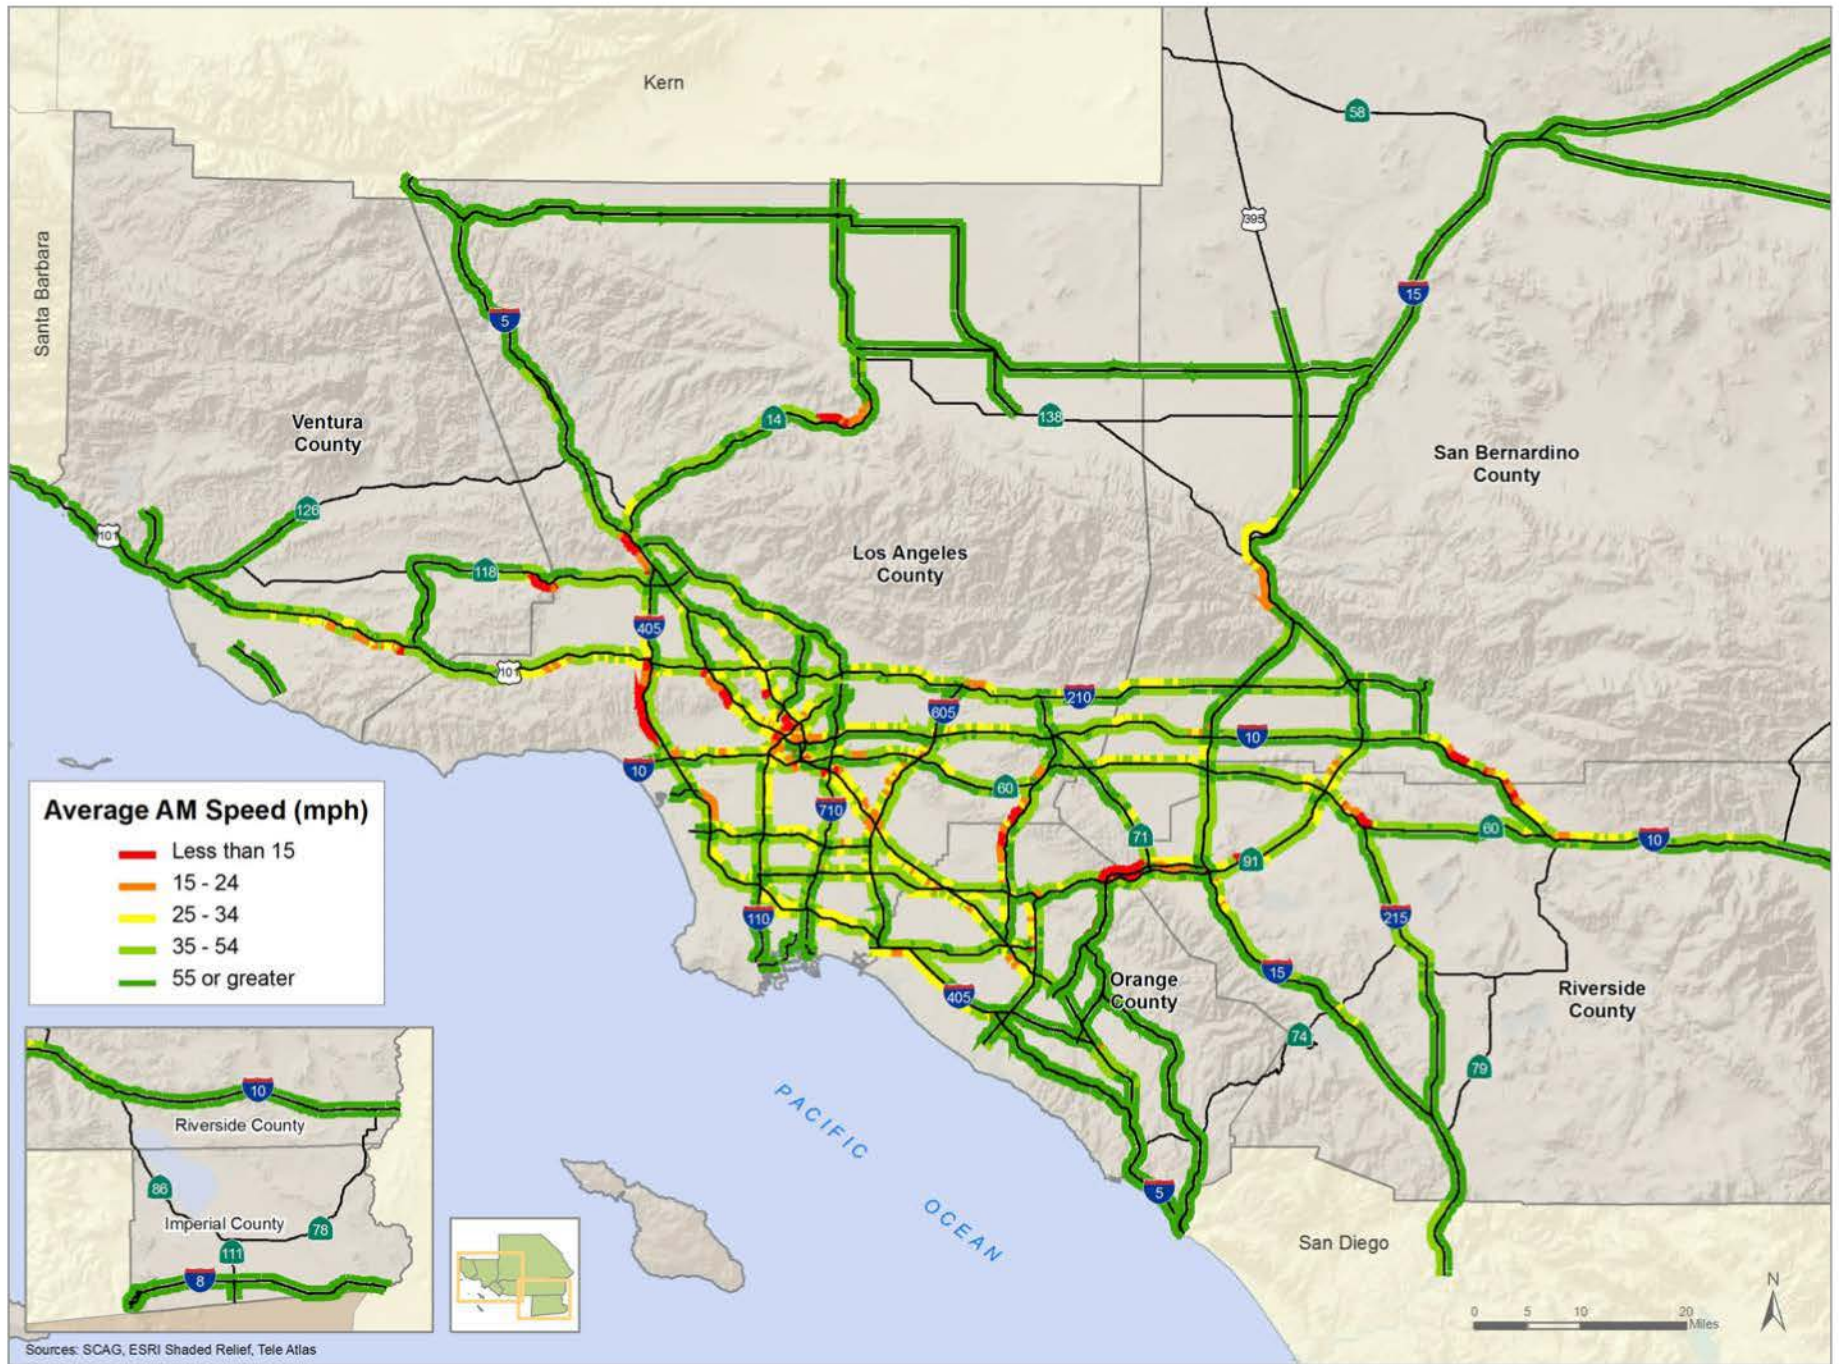 Kern
58
395
Santa Barbara
5
15
Ventura
County
14
138
San Bernardino
County
126
101
Los Angeles
County
118
405
101
210
605
10
10
60
710
71
60
10
91
110
215
405
Orange
County
15
Riverside
County
74
79
5
San Diego
PACIFIC
OCEAN
Average AM Speed (mph)
Less than 15
15 - 24
25 - 34
35 - 54
55 or greater
10
Riverside County
86
Imperial County
78
111
8
N
0 5 10 20
Miles
Sources: SCAG, ESRI Shaded Relief, Tele Atlas